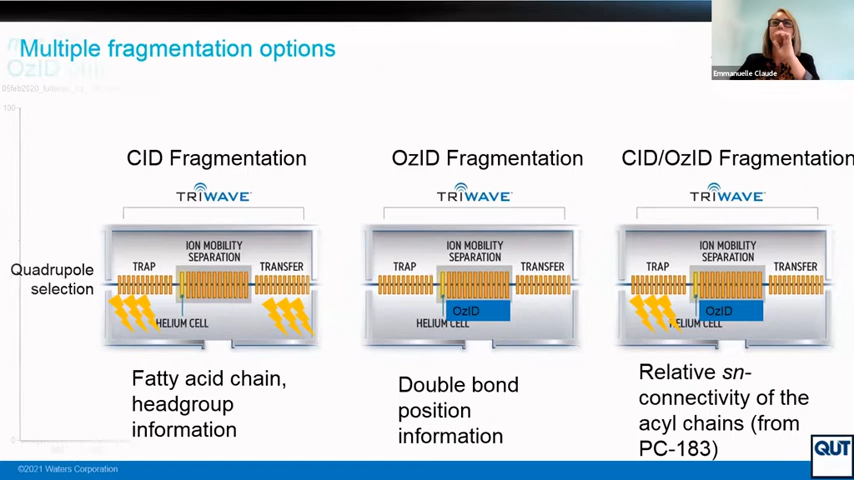 Multiple fragmentation options
OzID
Emmanuelle Claude
100
CID Fragmentation
TRIWAVE
ION MOBILITY
SEPARATION
TRAP
TRANSFER
HELIUM CELL
Quadrupole
selection
Fatty acid chain,
headgroup
information
OzID Fragmentation
TRIWAVE
ION MOBILITY
SEPARATION
TRAP
TRANSFER
OzID
HELIUM CELL
Double bond
position
information
CID/OzID Fragmentation
TRIWAVE
ION MOBILITY
SEPARATION
TRAP
TRANSFER
OzID
HELIUM CELL
Relative sn-
connectivity of the
acyl chains (from
PC-183)
QUT
©2021 Waters Corporation